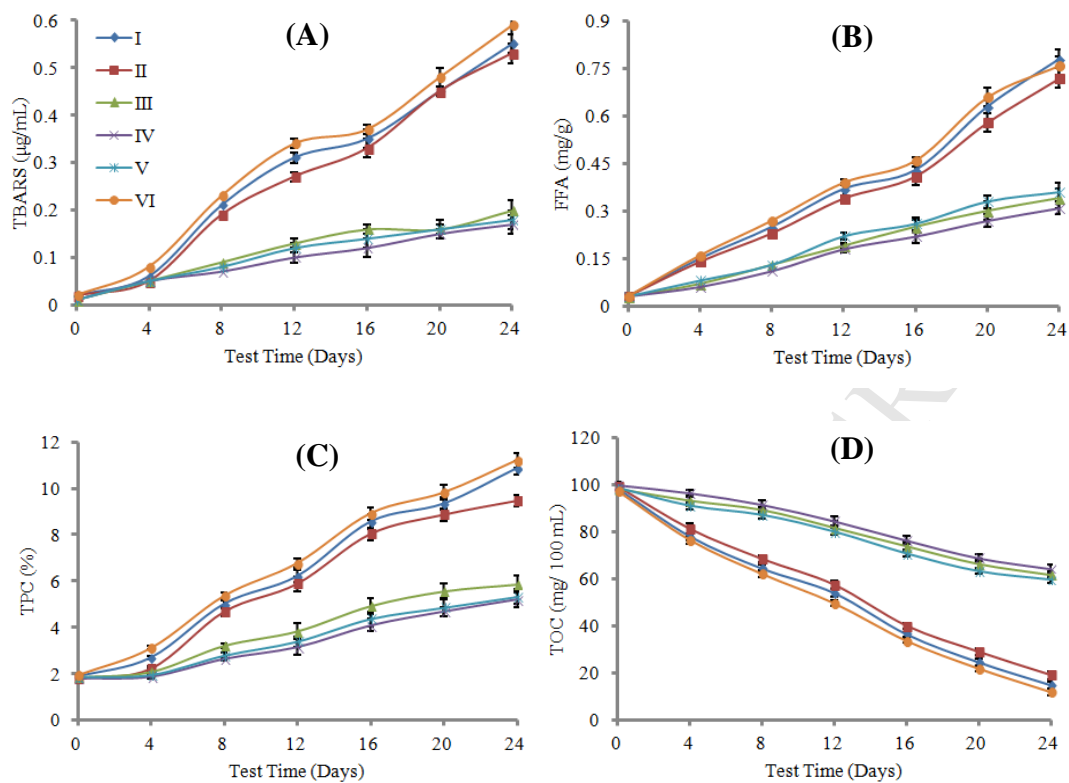 (A)
TBARS (µg/mL)
0.6
0.5
0.4
0.3
0.2
0.1
0
I
II
III
IV
V
VI
0 4 8 12 16 20 24
Test Time (Days)
(B)
FFA (mg/g)
0.9
0.75
0.6
0.45
0.3
0.15
0
0 4 8 12 16 20 24
Test Time (Days)
(C)
TPC (%)
12
10
8
6
4
2
0
0 4 8 12 16 20 24
Test Time (Days)
(D)
TOC (mg/ 100 mL)
120
100
80
60
40
20
0
0 4 8 12 16 20 24
Test Time (Days)